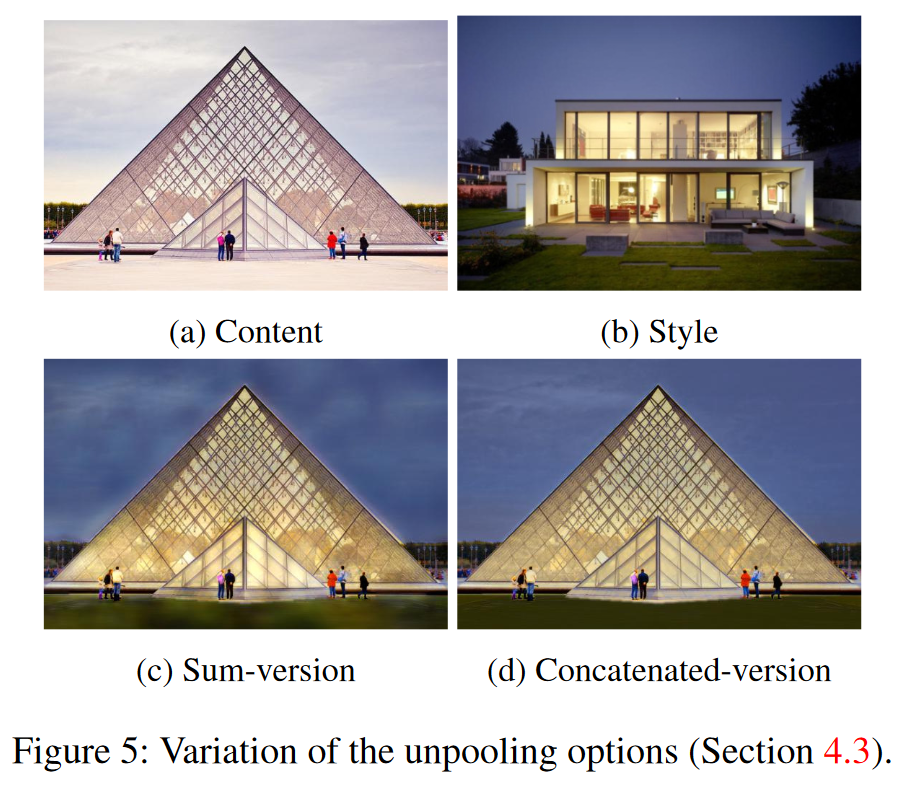 (a) Content
(b) Style
(c) Sum-version
(d) Concatenated-version
Figure 5: Variation of the unpooling options (Section 4.3).